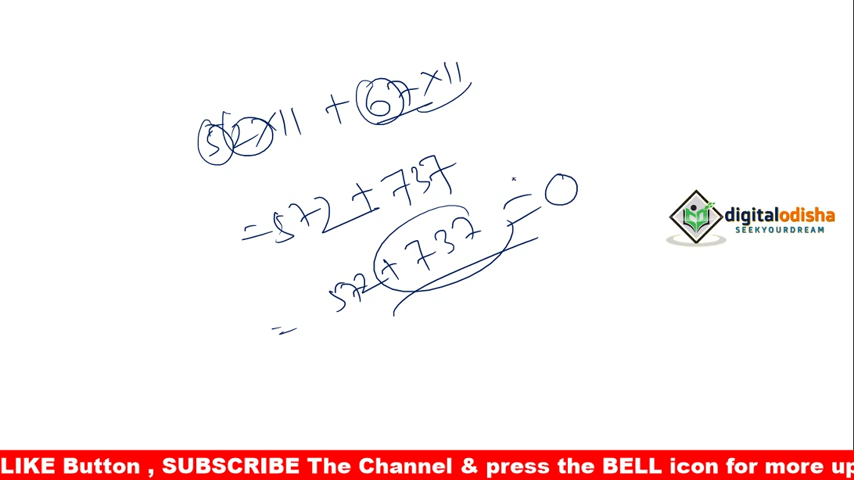 52×11 + 67×11
= 572 + 737
572 + 737 = 0
=
digitalodisha
SEEKYOURDREAM
LIKE Button , SUBSCRIBE The Channel & press the BELL icon for more up